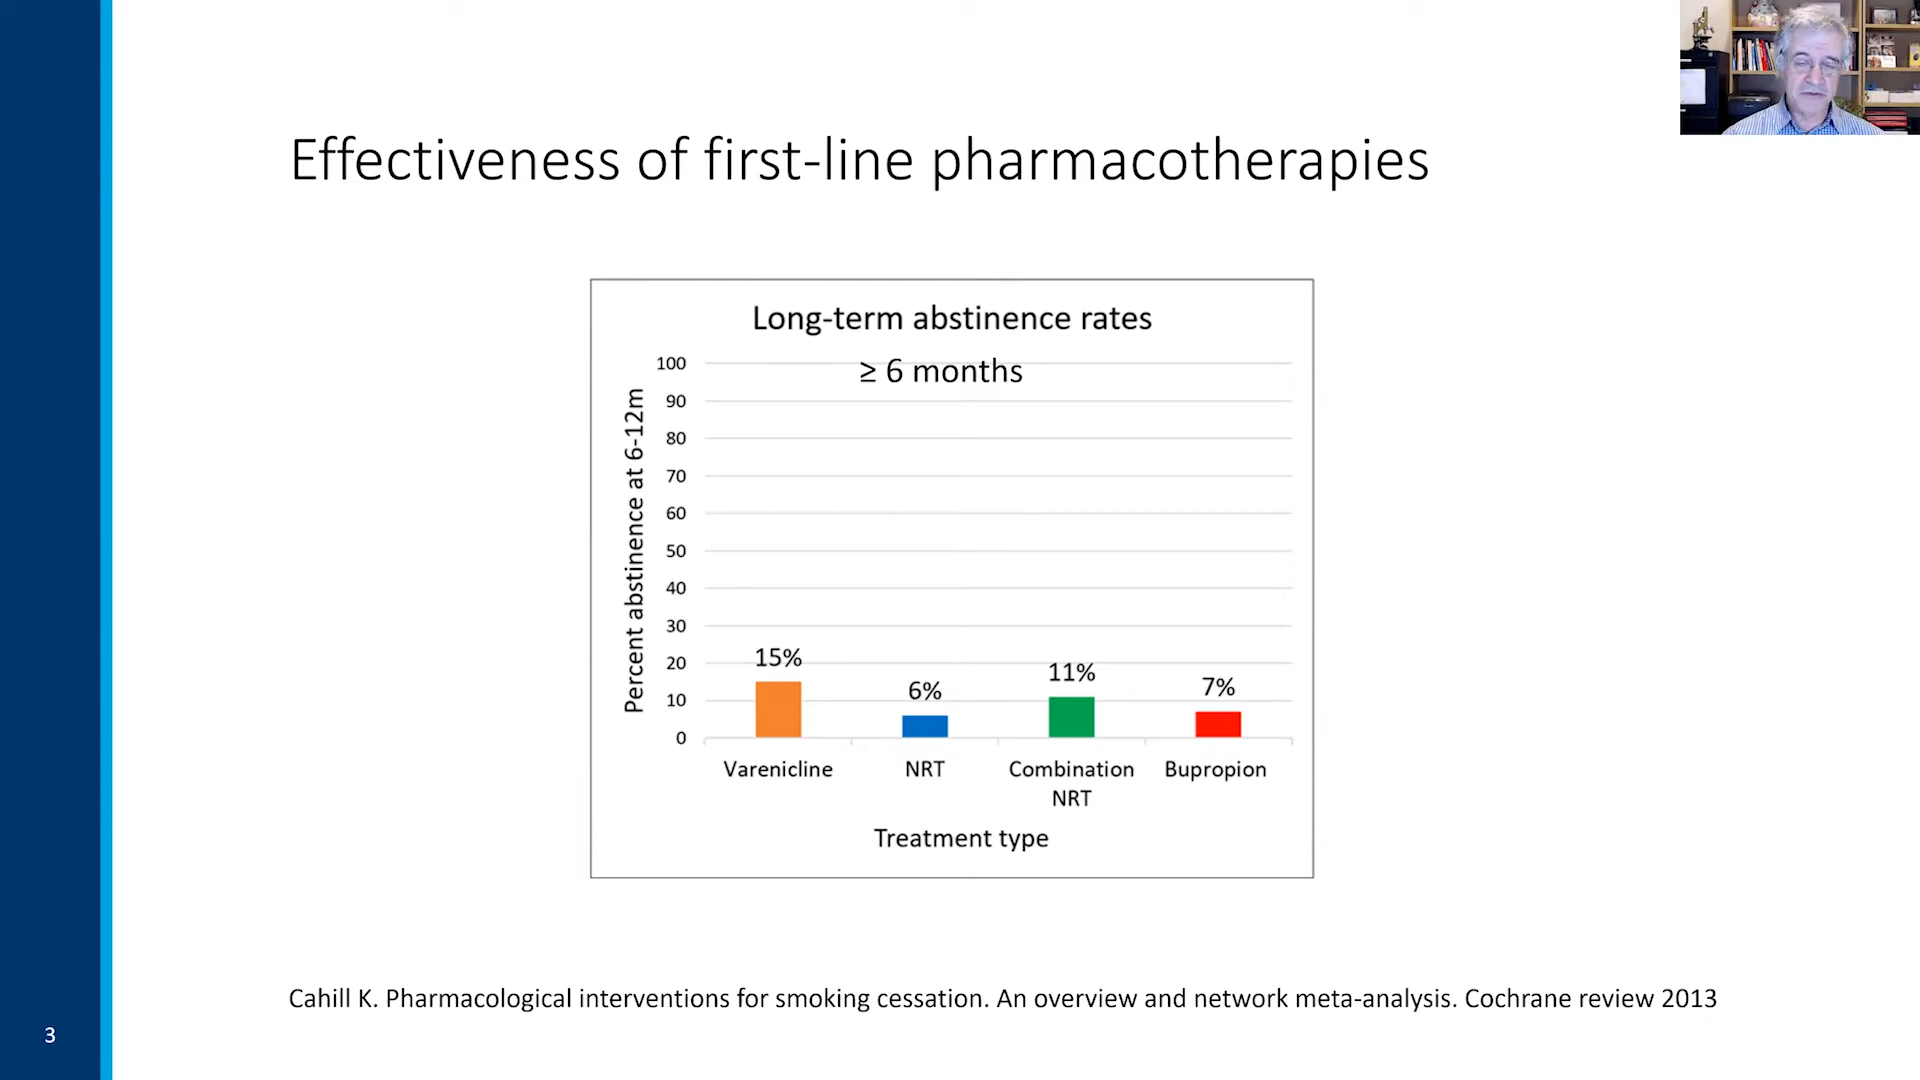 Effectiveness of first-line pharmacotherapies
Long-term abstinence rates
≥ 6 months
Percent abstinence at 6-12m
100
90
80
70
60
50
40
30
20
10
0
15%
6%
11%
7%
Varenicline
NRT
Combination
NRT
Bupropion
Treatment type
Cahill K. Pharmacological interventions for smoking cessation. An overview and network meta-analysis. Cochrane review 2013
3